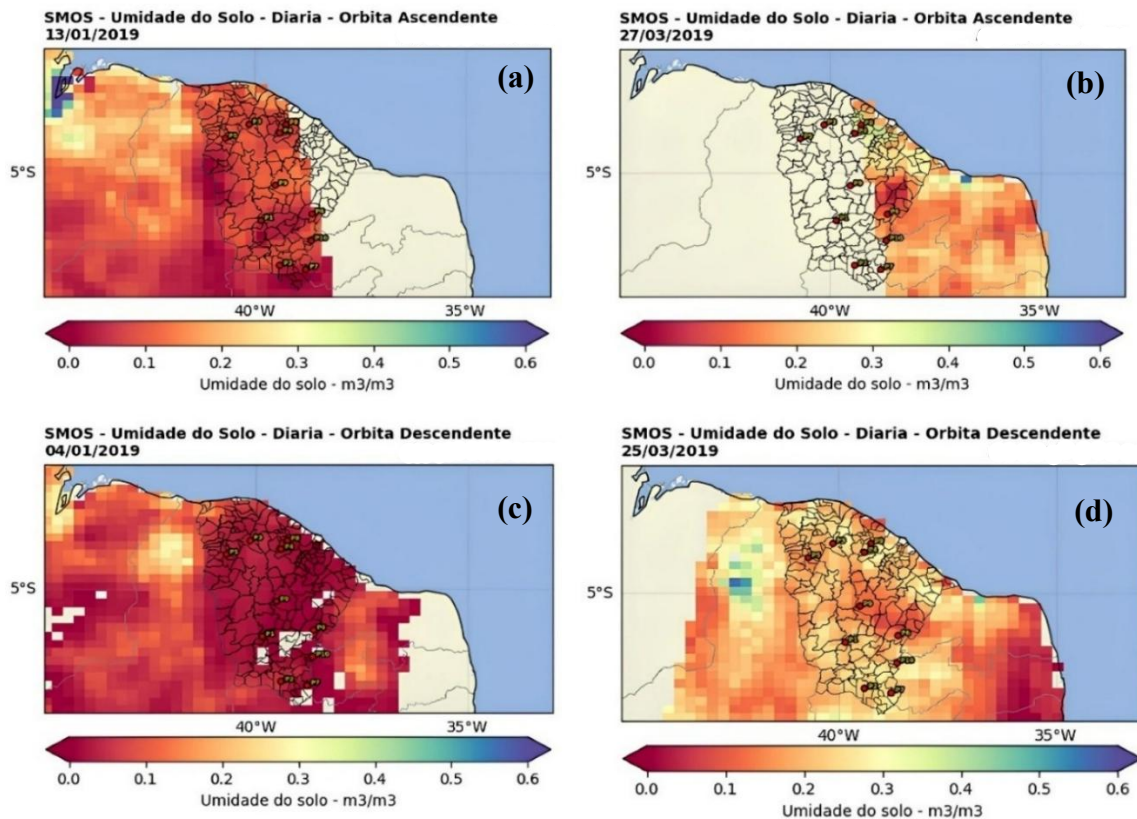 SMOS - Umidade do Solo - Diaria - Orbita Ascendente
13/01/2019
(a)
5°S
40°W 35°W
0.0 0.1 0.2 0.3 0.4 0.5 0.6
Umidade do solo - m3/m3
SMOS - Umidade do Solo - Diaria - Orbita Ascendente
27/03/2019
(b)
5°S
40°W 35°W
0.0 0.1 0.2 0.3 0.4 0.5 0.6
Umidade do solo - m3/m3
SMOS - Umidade do Solo - Diaria - Orbita Descendente
04/01/2019
(c)
5°S
40°W 35°W
0.0 0.1 0.2 0.3 0.4 0.5 0.6
Umidade do solo - m3/m3
SMOS - Umidade do Solo - Diaria - Orbita Descendente
25/03/2019
(d)
5°S
40°W 35°W
0.0 0.1 0.2 0.3 0.4 0.5 0.6
Umidade do solo - m3/m3